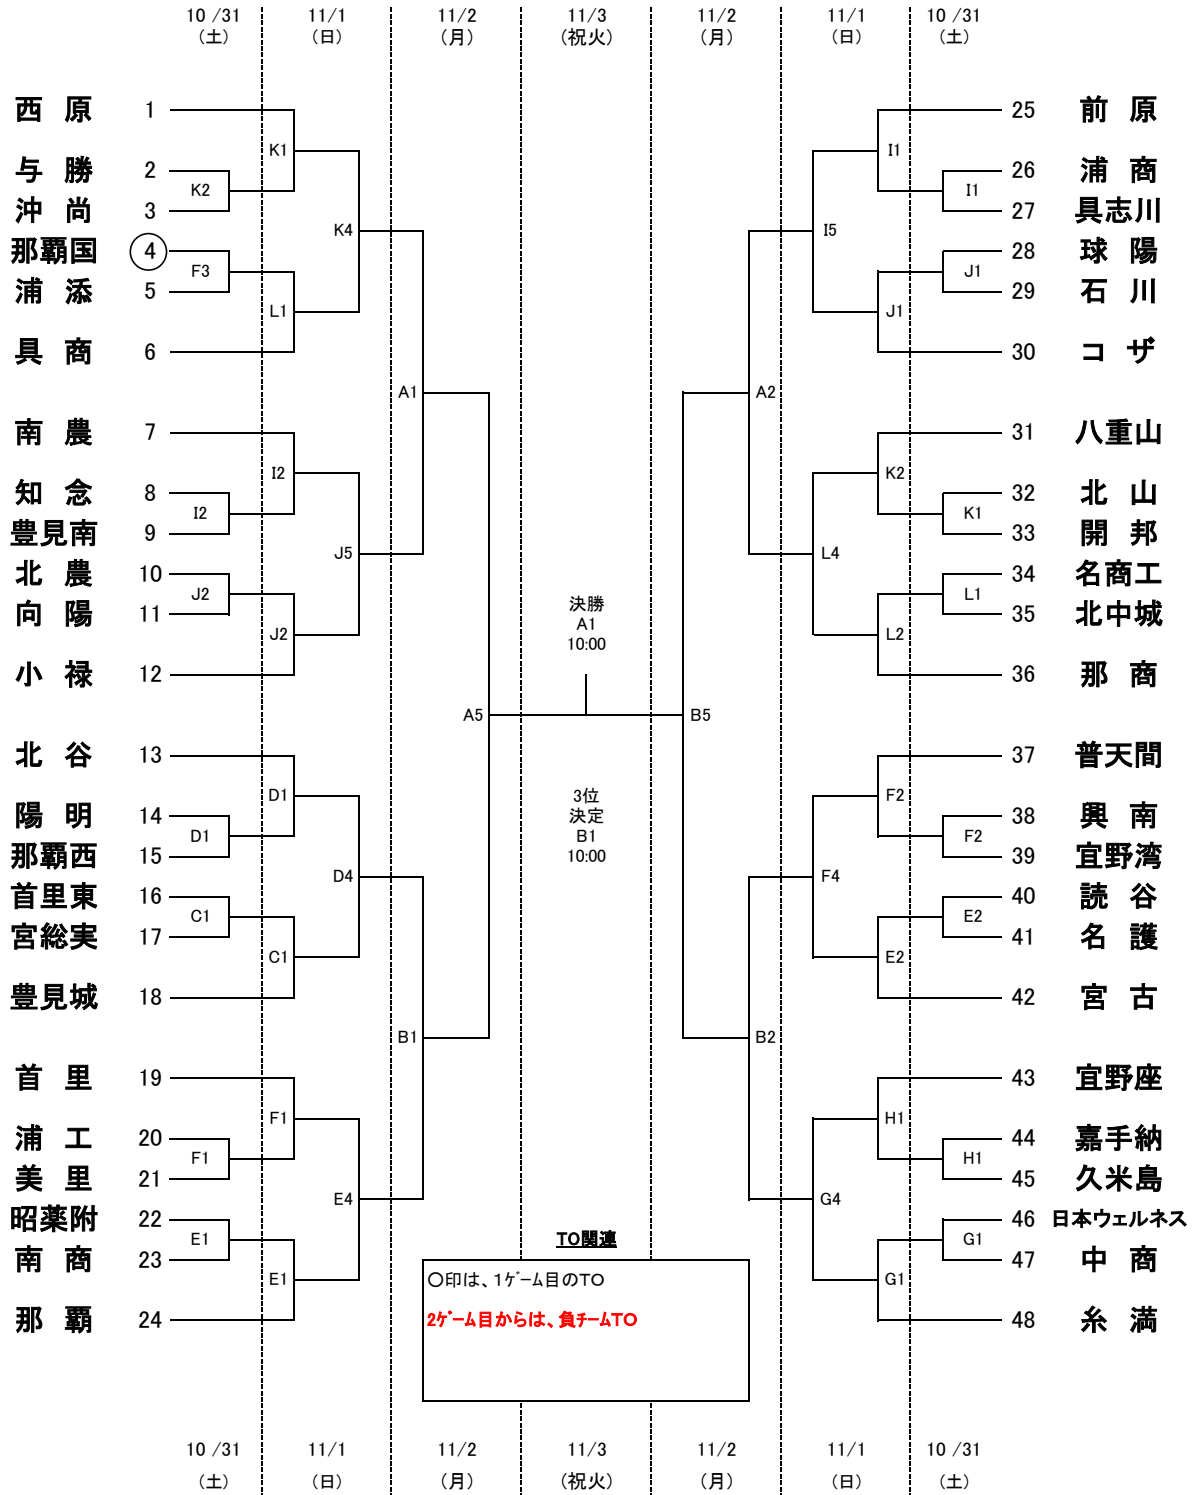 10 /31 11/1 11/2 11/3 11/2 11/1 10 /31
(土) (日) (月) (祝火) (月) (日) (土)
西 原 1 25 前 原
K1 I1
与 勝 2 26 浦 商
K2 I1
沖 尚 3 27 具志川
K4 I5
那覇国 4 28 球 陽
F3 J1
浦 添 5 29 石 川
L1 J1
具 商 6 30 コ ザ
A1 A2
南 農 7 31 八重山
I2 K2
知 念 8 32 北 山
I2 K1
豊見南 9 33 開 邦
J5 L4
北 農 10 34 名商工
J2 L1
向 陽 11 35 北中城
J2 L2
小 禄 12 36 那 商
決勝
A1
10:00
A5 B5
北 谷 13 37 普天間
D1 F2
陽 明 14 38 興 南
D1 F2
那覇西 15 39 宜野湾
3位
決定
B1
10:00
D4 F4
首里東 16 40 読 谷
C1 E2
宮総実 17 41 名 護
C1 E2
豊見城 18 42 宮 古
B1 B2
首 里 19 43 宜野座
F1 H1
浦 工 20 44 嘉手納
F1 H1
美 里 21 45 久米島
E4 G4
昭薬附 22 46 日本ウェルネス
E1 G1
南 商 23 47 中 商
E1 G1
那 覇 24 48 糸 満
TO関連
〇印は、1ｹﾞｰﾑ目のTO
2ｹﾞｰﾑ目からは、負ﾁｰﾑTO
10 /31 11/1 11/2 11/3 11/2 11/1 10 /31
(土) (日) (月) (祝火) (月) (日) (土)